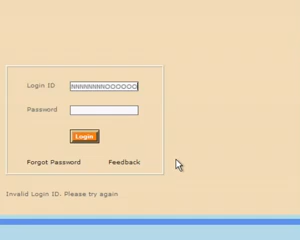 Login ID
NNNNNNNNOOOOOO
Password
Login
Forgot Password Feedback
Invalid Login ID. Please try again